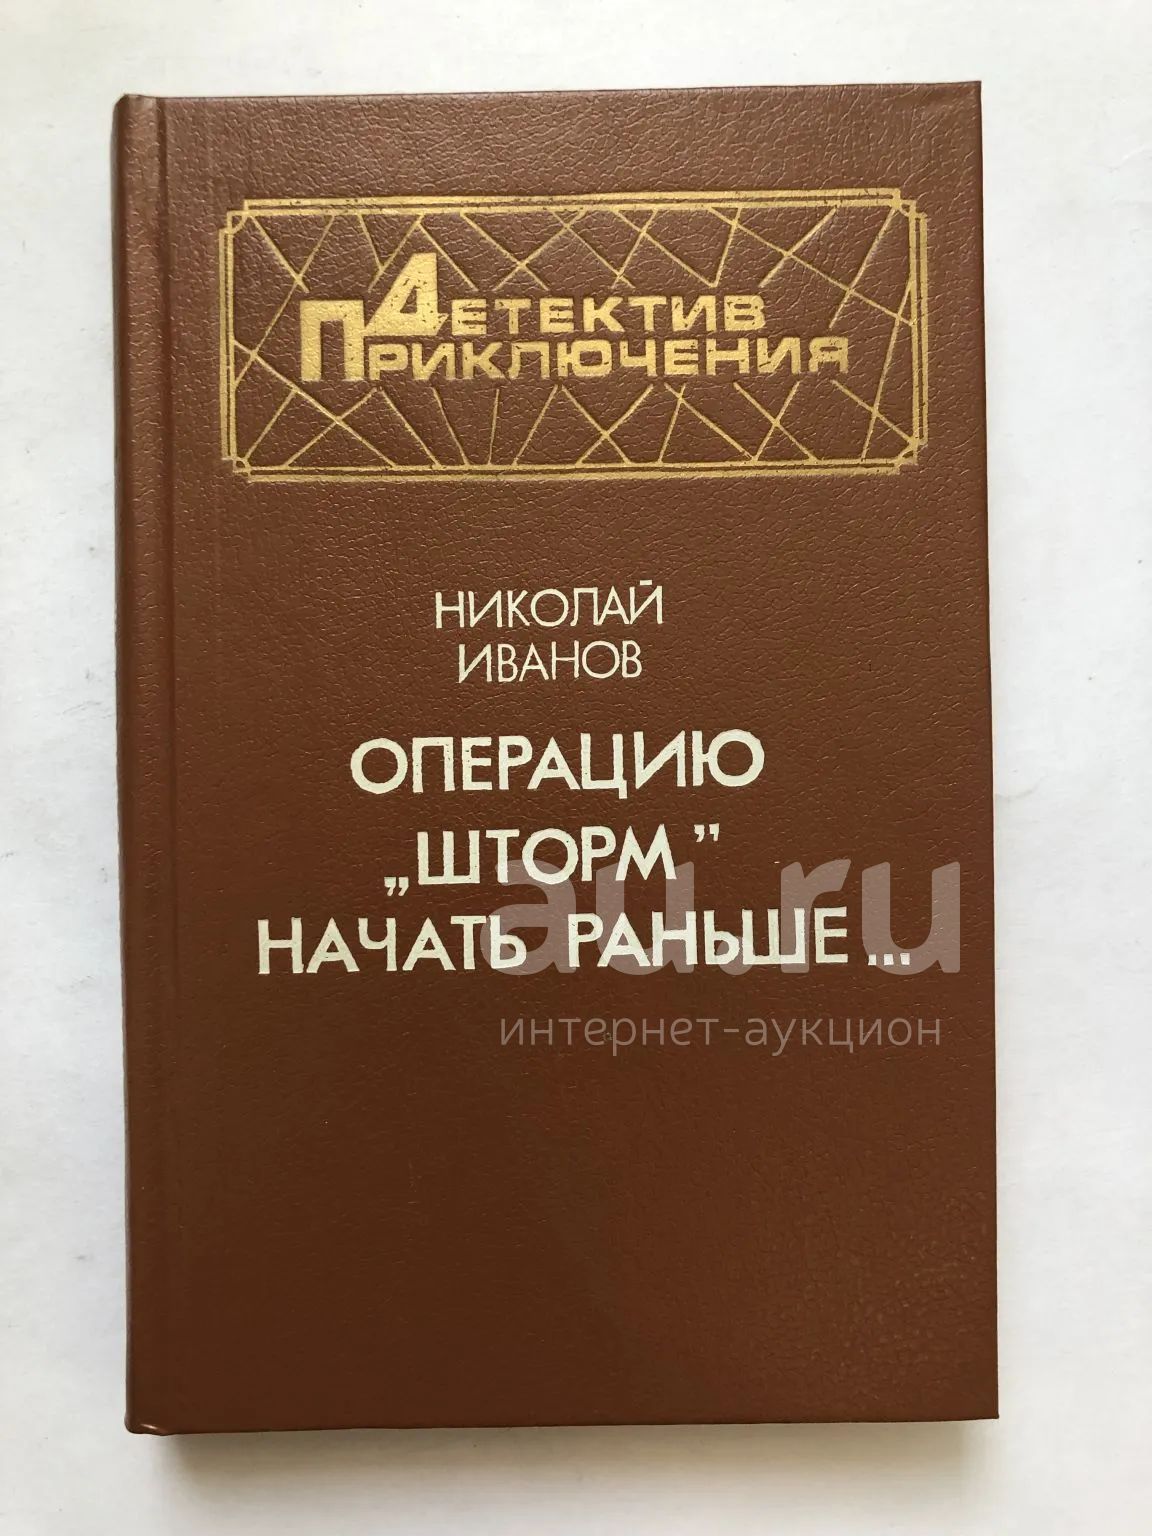 ДЕТЕКТИВ
ПРИКЛЮЧЕНИЯ
НИКОЛАЙ
ИВАНОВ
ОПЕРАЦИЮ
„ШТОРМ”
НАЧАТЬ РАНЬШЕ...
au.ru
интернет-аукцион